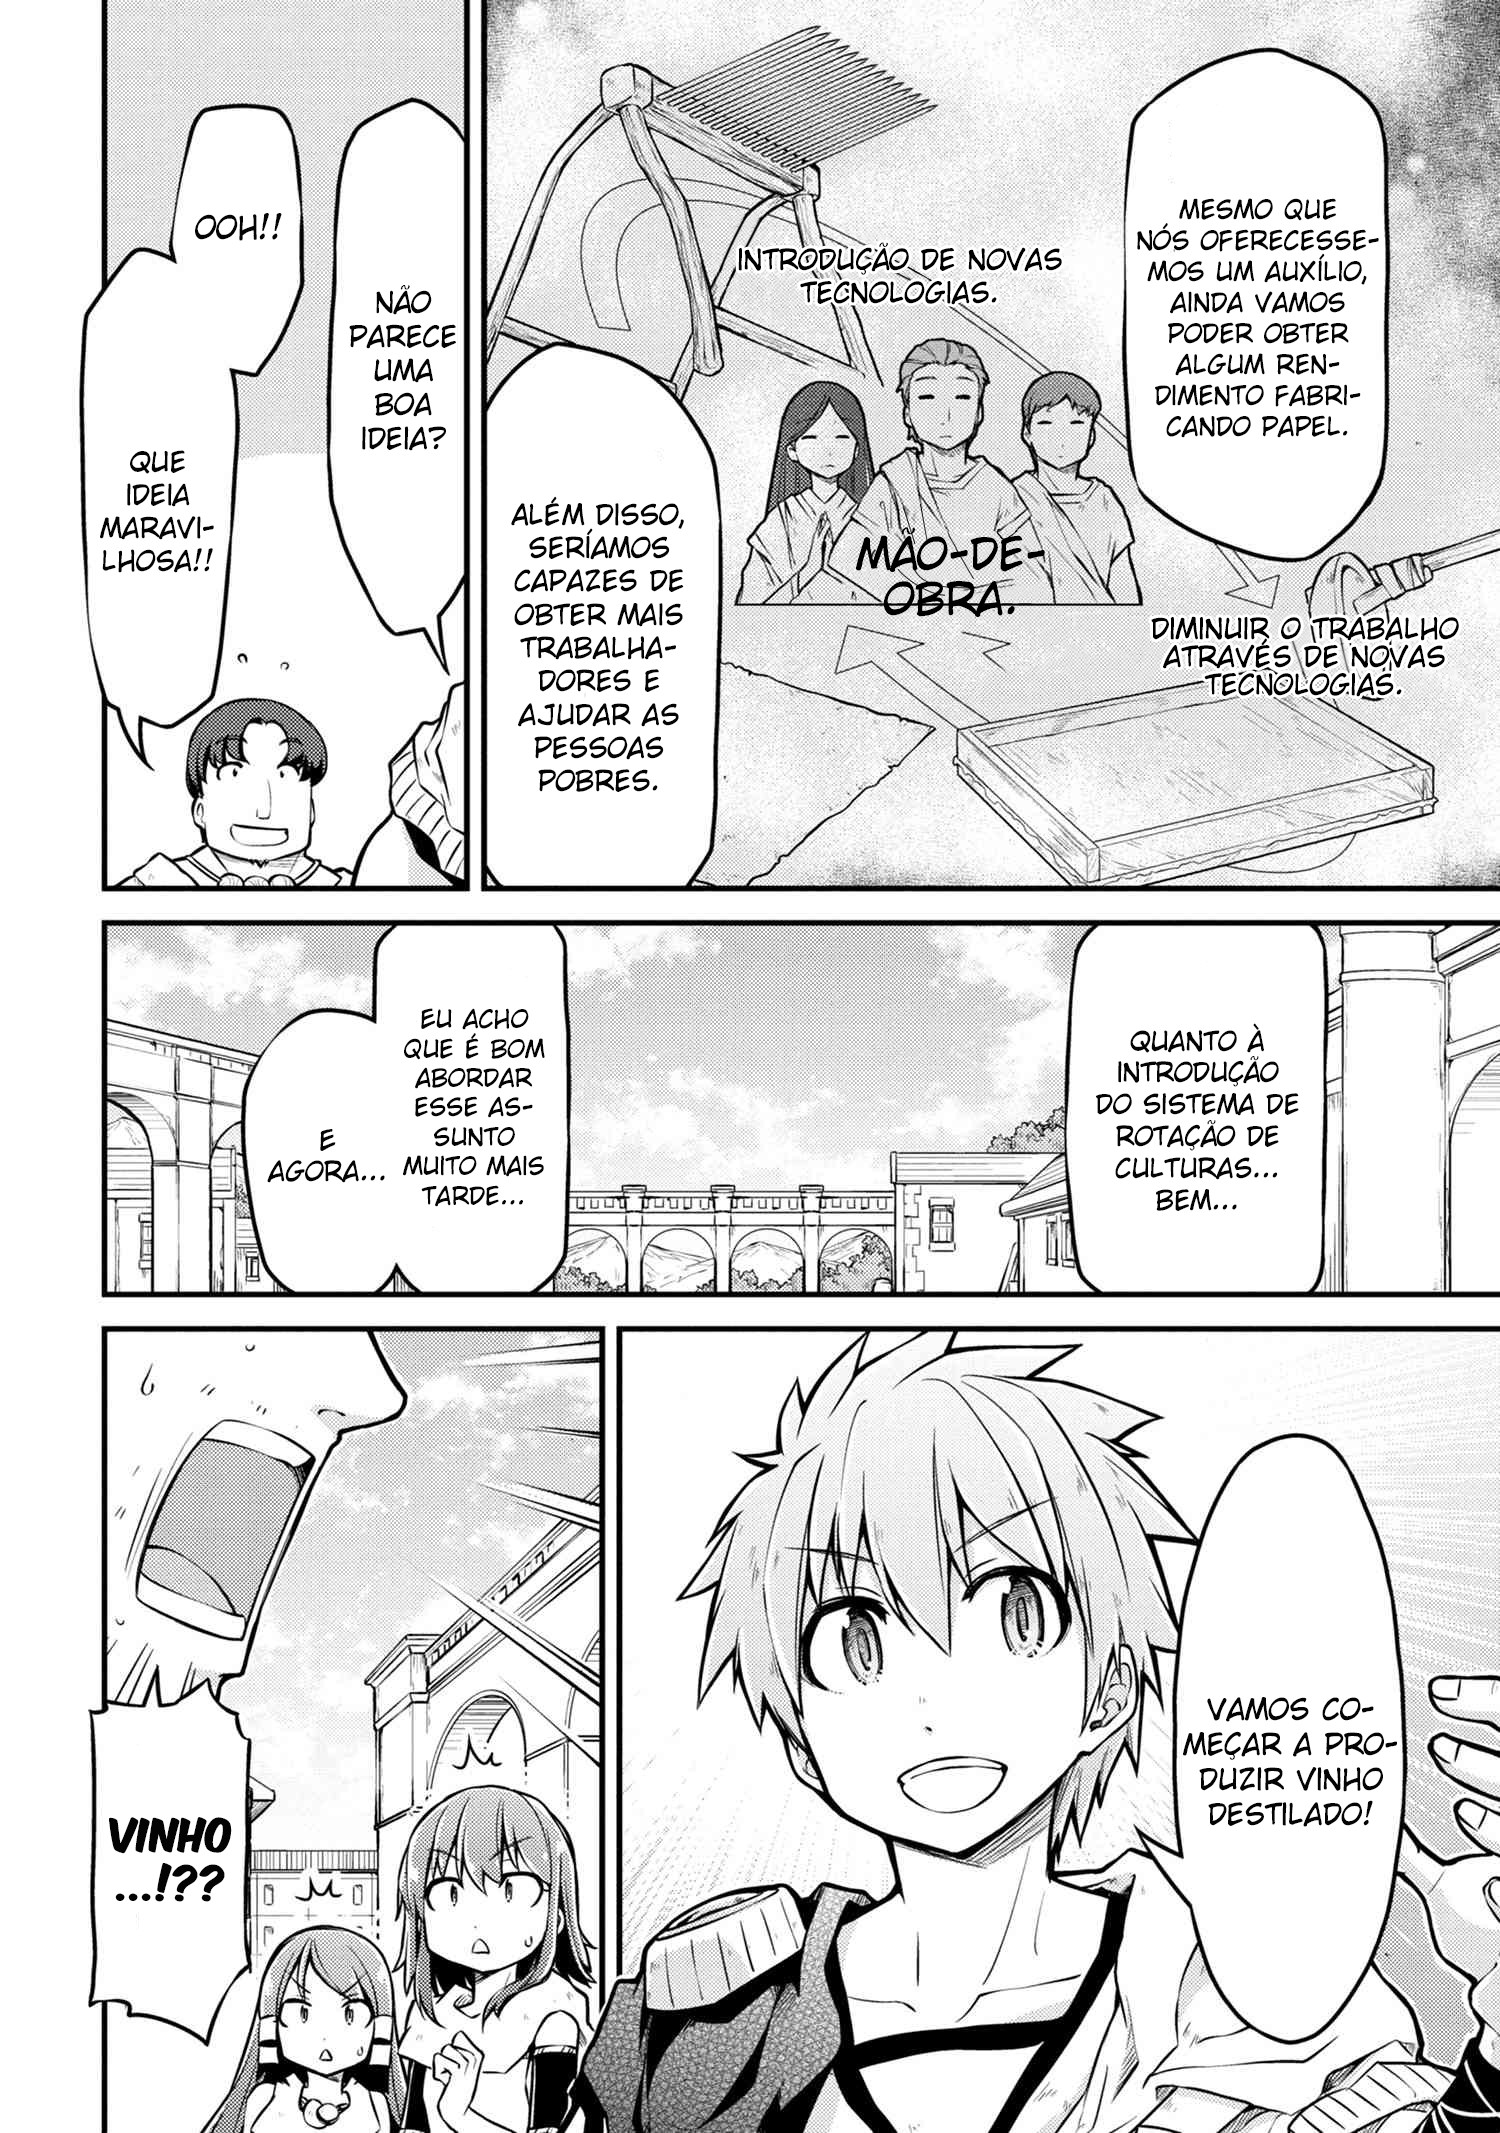 MESMO QUE
NÓS OFERECESSE-
MOS UM AUXÍLIO,
AINDA VAMOS
PODER OBTER
ALGUM REN-
DIMENTO FABRI-
CANDO PAPEL.
INTRODUÇÃO DE NOVAS
TECNOLOGIAS.
MÃO-DE-
OBRA.
DIMINUIR O TRABALHO
ATRAVÉS DE NOVAS
TECNOLOGIAS.
ALÉM DISSO,
SERÍAMOS
CAPAZES DE
OBTER MAIS
TRABALHA-
DORES E
AJUDAR AS
PESSOAS
POBRES.
NÃO
PARECE
UMA
BOA
IDEIA?
OOH!!
QUE
IDEIA
MARAVI-
LHOSA!!
QUANTO À
INTRODUÇÃO
DO SISTEMA DE
ROTAÇÃO DE
CULTURAS...
BEM...
EU ACHO
QUE É BOM
ABORDAR
ESSE AS-
SUNTO
MUITO MAIS
TARDE...
E
AGORA...
VAMOS CO-
MEÇAR A PRO-
DUZIR VINHO
DESTILADO!
VINHO
...!??